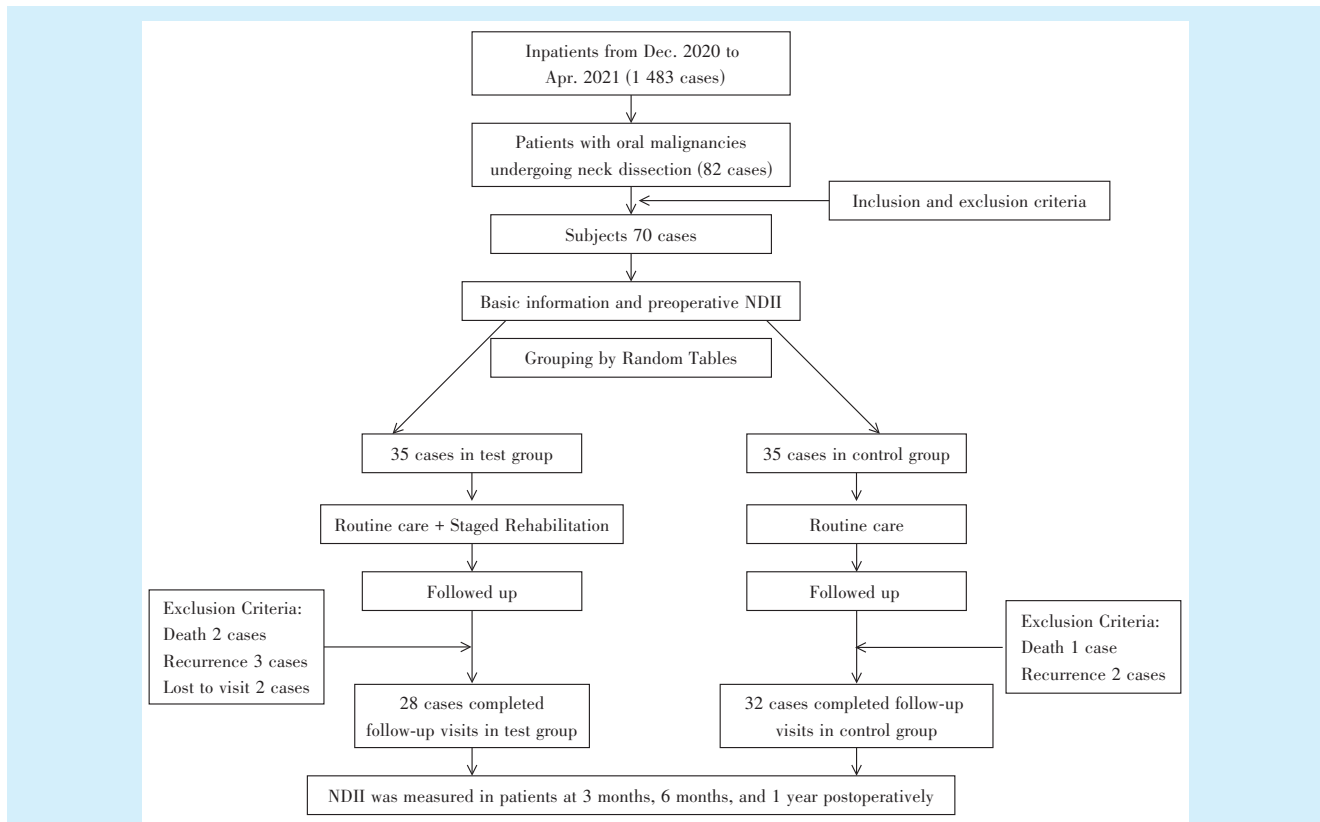 Inpatients from Dec. 2020 to
Apr. 2021 (1 483 cases)
Patients with oral malignancies
undergoing neck dissection (82 cases)
Inclusion and exclusion criteria
Subjects 70 cases
Basic information and preoperative NDII
Grouping by Random Tables
35 cases in test group
35 cases in control group
Routine care + Staged Rehabilitation
Routine care
Followed up
Followed up
Exclusion Criteria:
Death 2 cases
Recurrence 3 cases
Lost to visit 2 cases
Exclusion Criteria:
Death 1 case
Recurrence 2 cases
28 cases completed
follow-up visits in test group
32 cases completed follow-up
visits in control group
NDII was measured in patients at 3 months, 6 months, and 1 year postoperatively